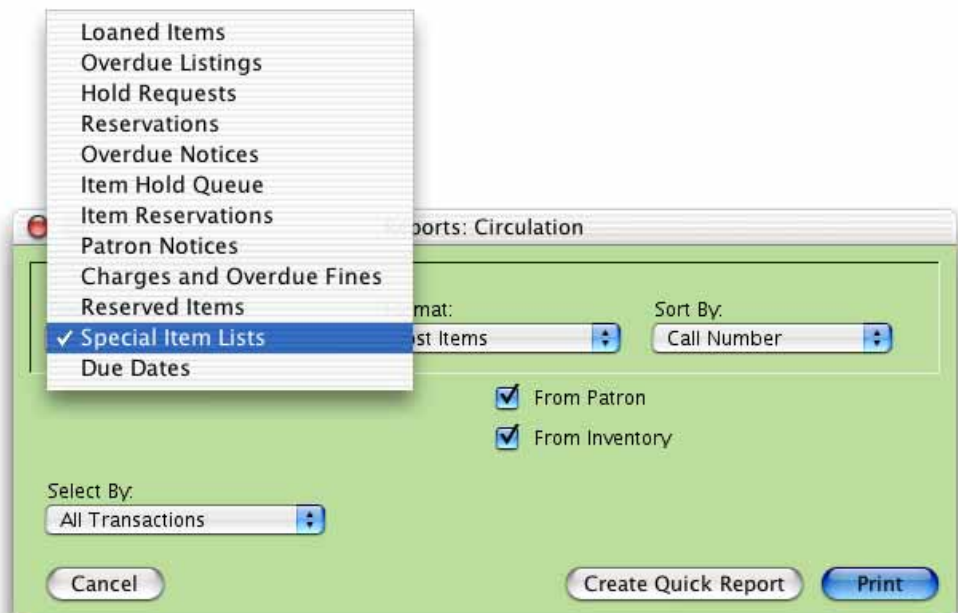 Loaned Items
Overdue Listings
Hold Requests
Reservations
Overdue Notices
Item Hold Queue
Item Reservations
Patron Notices
Charges and Overdue Fines
Reserved Items
✓ Special Item Lists
Due Dates
ports: Circulation
mat:
Sort By:
ost Items
Call Number
From Patron
From Inventory
Select By:
All Transactions
Cancel
Create Quick Report
Print